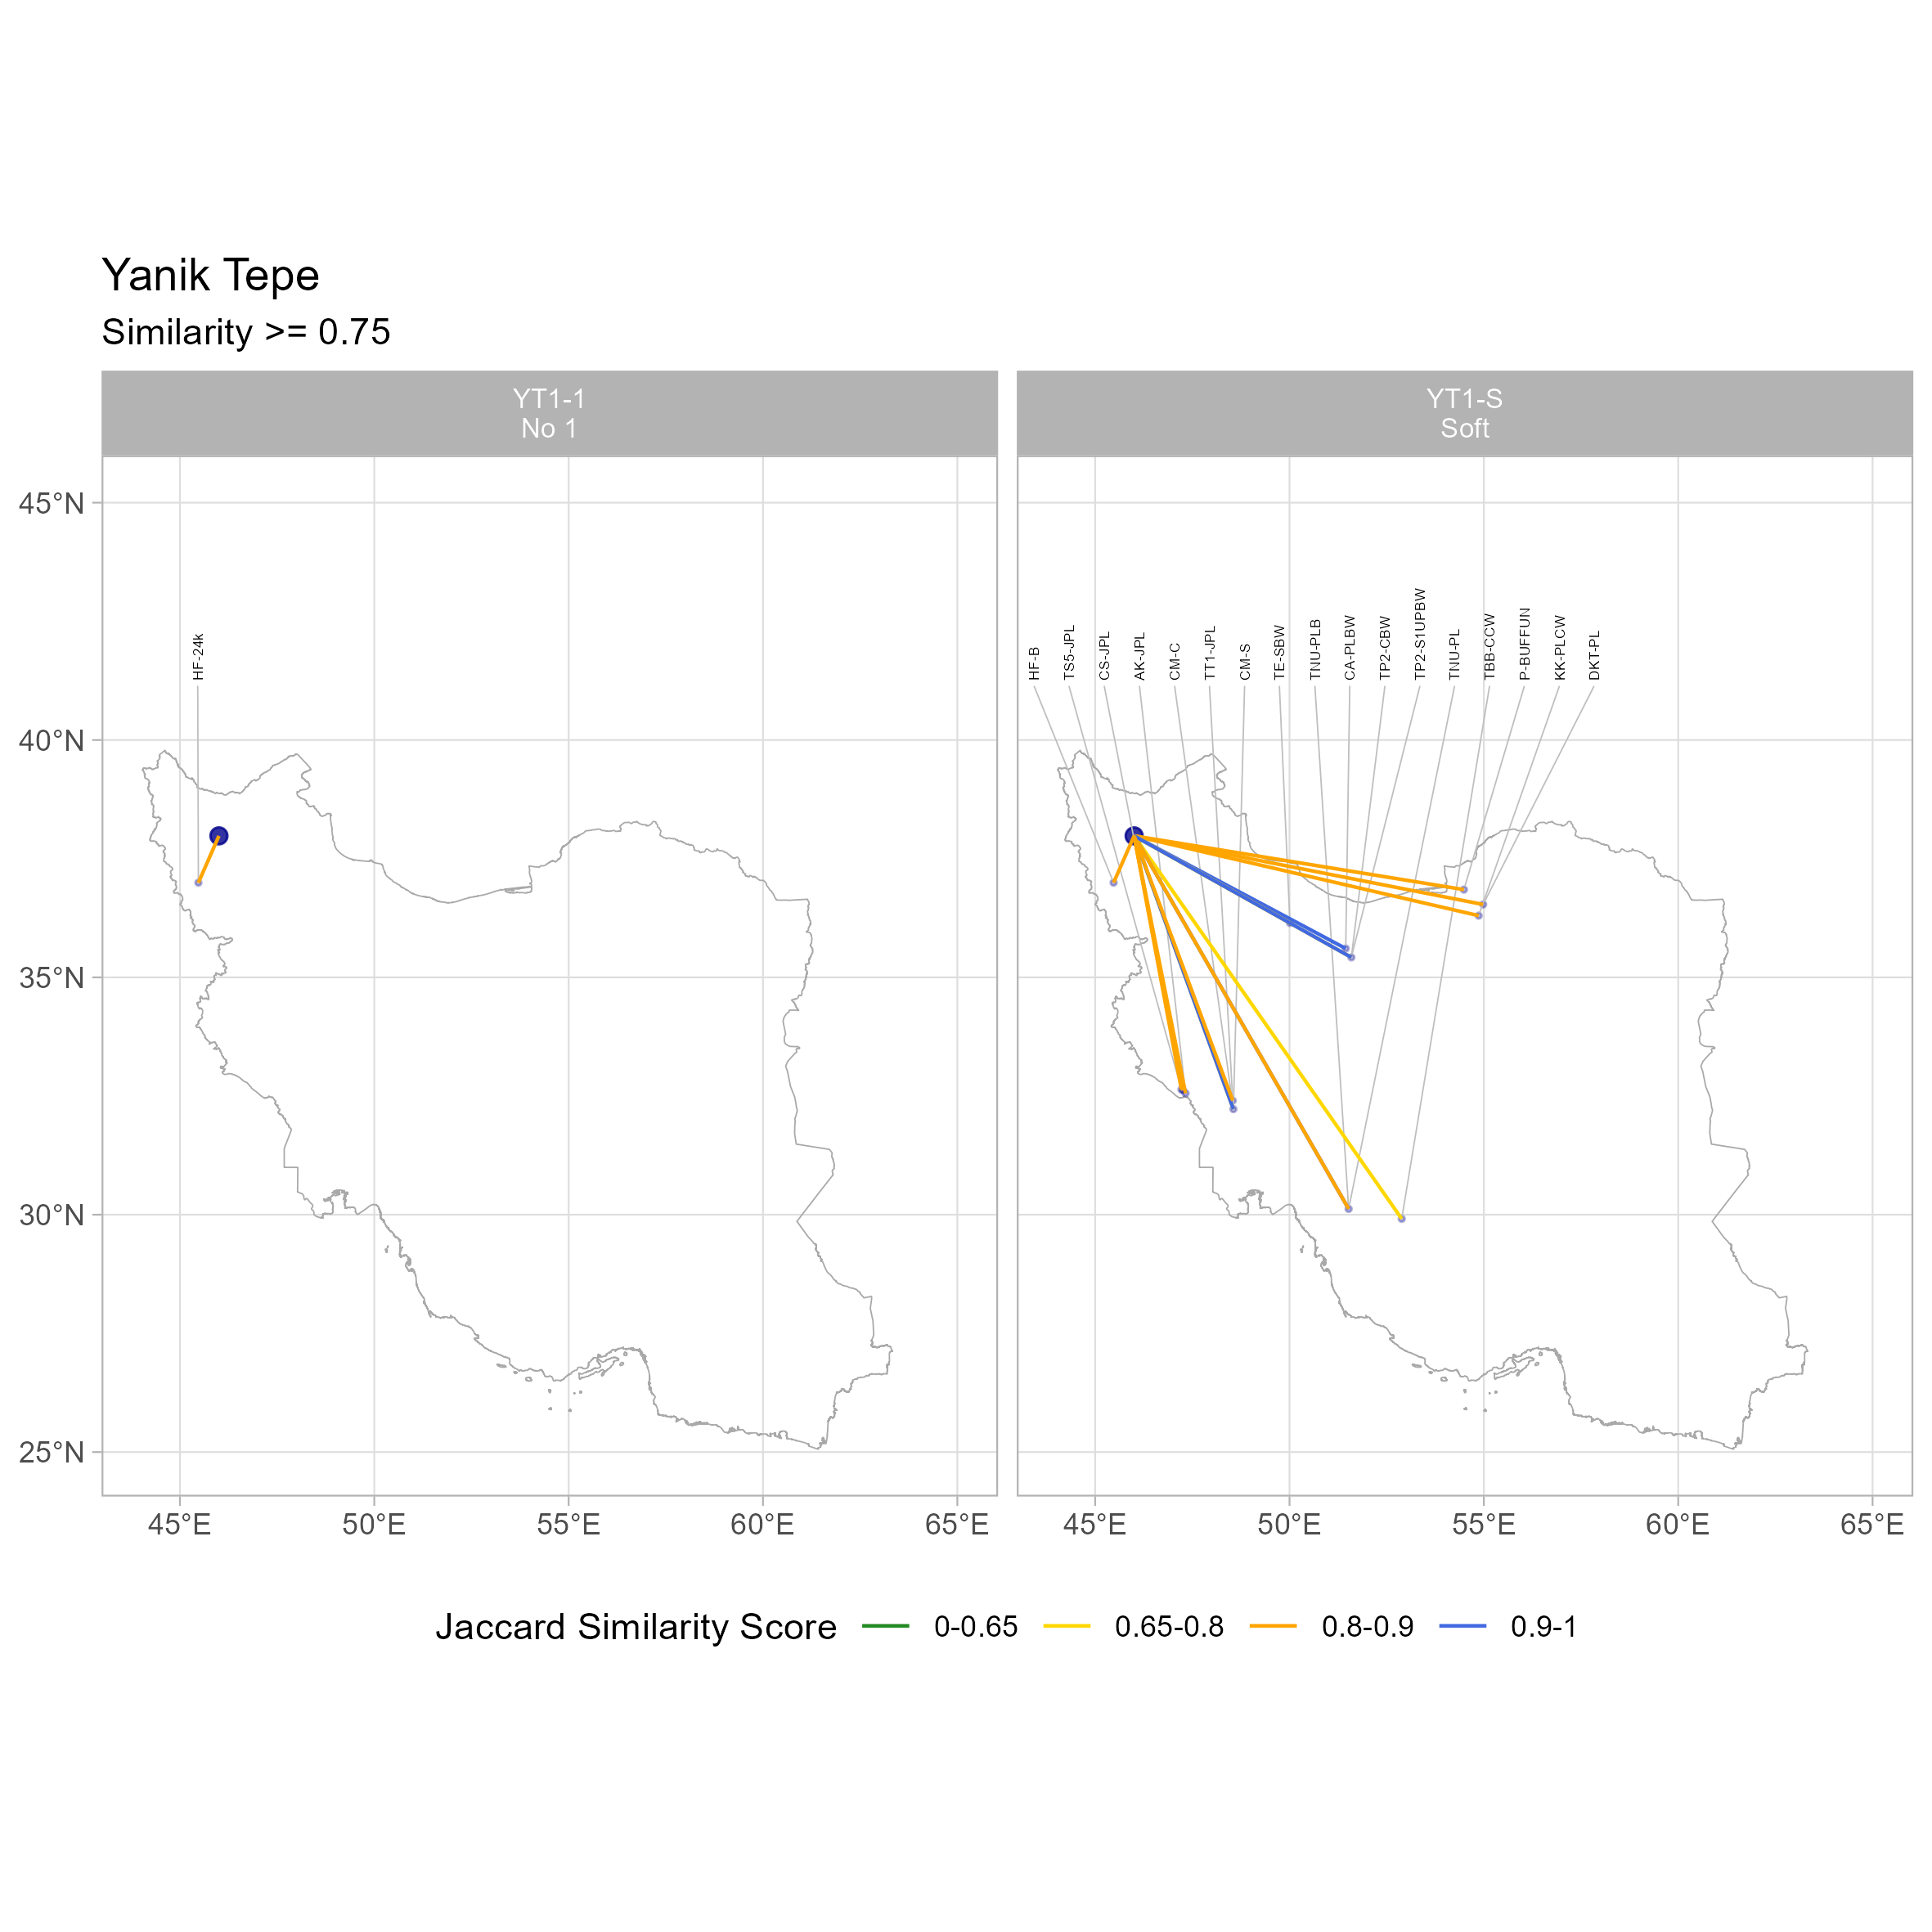 Yanik Tepe
Similarity >= 0.75
YT1-1
No 1
YT1-S
Soft
45°N
40°N
35°N
30°N
25°N
HF-24k
HF-B
TS5-JPL
CS-JPL
AK-JPL
CM-C
TT1-JPL
CM-S
TE-SBW
TNU-PLB
CA-PLBW
TP2-CBW
TP2-S1UPBW
TNU-PL
TBB-CCW
P-BUFFUN
KK-PLCW
DKT-PL
45°E 50°E 55°E 60°E 65°E
45°E 50°E 55°E 60°E 65°E
Jaccard Similarity Score 0-0.65 0.65-0.8 0.8-0.9 0.9-1